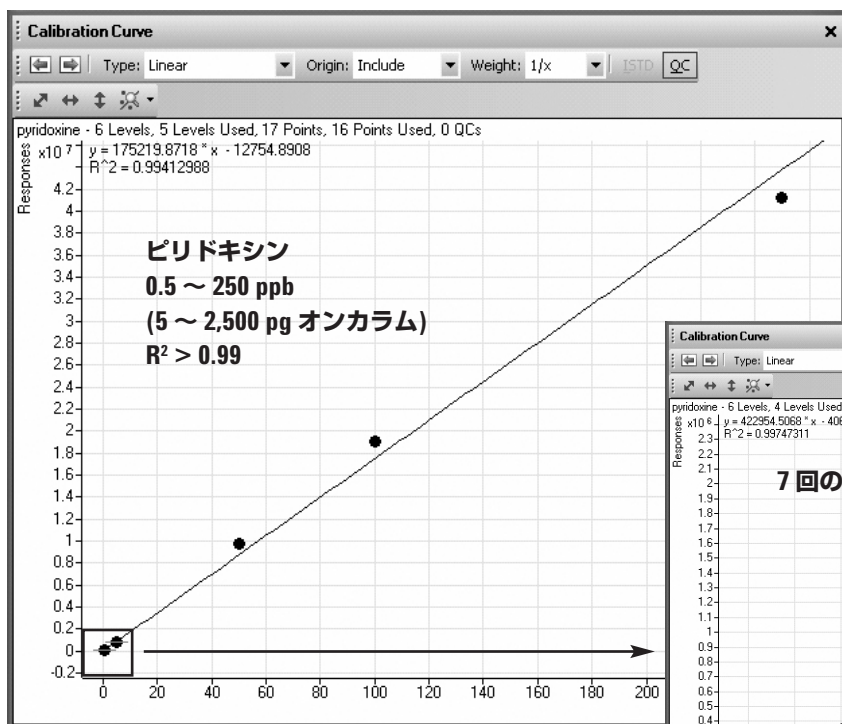 Calibration Curve
Type: Linear Origin: Include Weight: 1/x ISTD QC
pyridoxine - 6 Levels, 5 Levels Used, 17 Points, 16 Points Used, 0 QCs
Responses
x10 7
y = 175219.8718 * x - 12754.8908
R^2 = 0.99412988
4.2
4
3.8
3.6
3.4
3.2
3
2.8
2.6
2.4
2.2
2
1.8
1.6
1.4
1.2
1
0.8
0.6
0.4
0.2
0
-0.2
0 20 40 60 80 100 120 140 160 180 200
ピリドキシン
0.5 ～ 250 ppb
(5 ～ 2,500 pg オンカラム)
R² > 0.99
Calibration Curve
Type: Linear
pyridoxine - 6 Levels, 4 Levels Used
Responses
x10 6
y = 422954.5068 * x - 408
R^2 = 0.99747311
7 回の
2.3
2.2
2.1
2
1.9
1.8
1.7
1.6
1.5
1.4
1.3
1.2
1.1
1
0.9
0.8
0.7
0.6
0.5
0.4